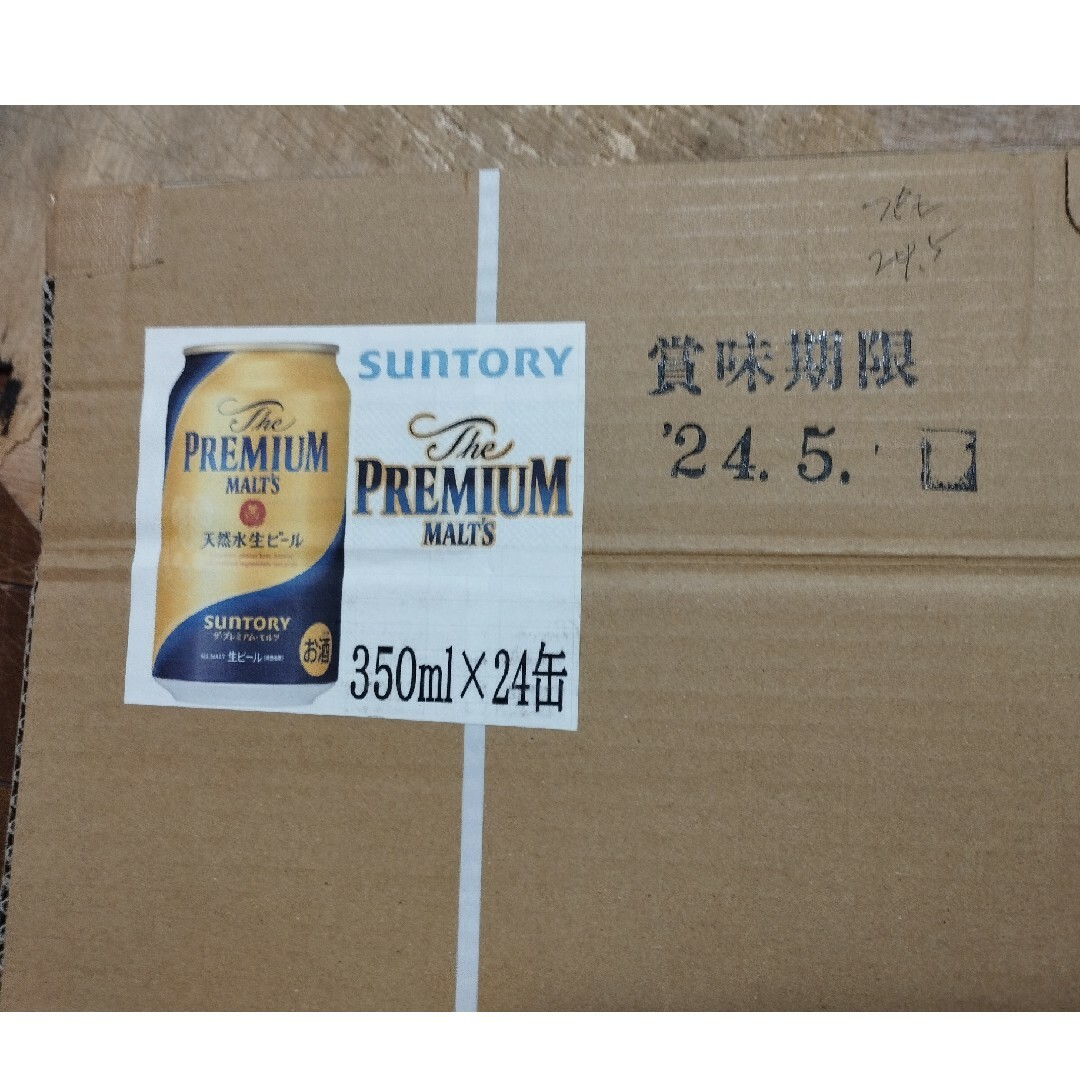 24.5
賞味期限
'24.5.
SUNTORY
The
PREMIUM
MALT'S
350ml×24缶
The
PREMIUM
MALT'S
天然水生ビール
SUNTORY
ザ・プレミアム・モルツ
生ビール
お酒